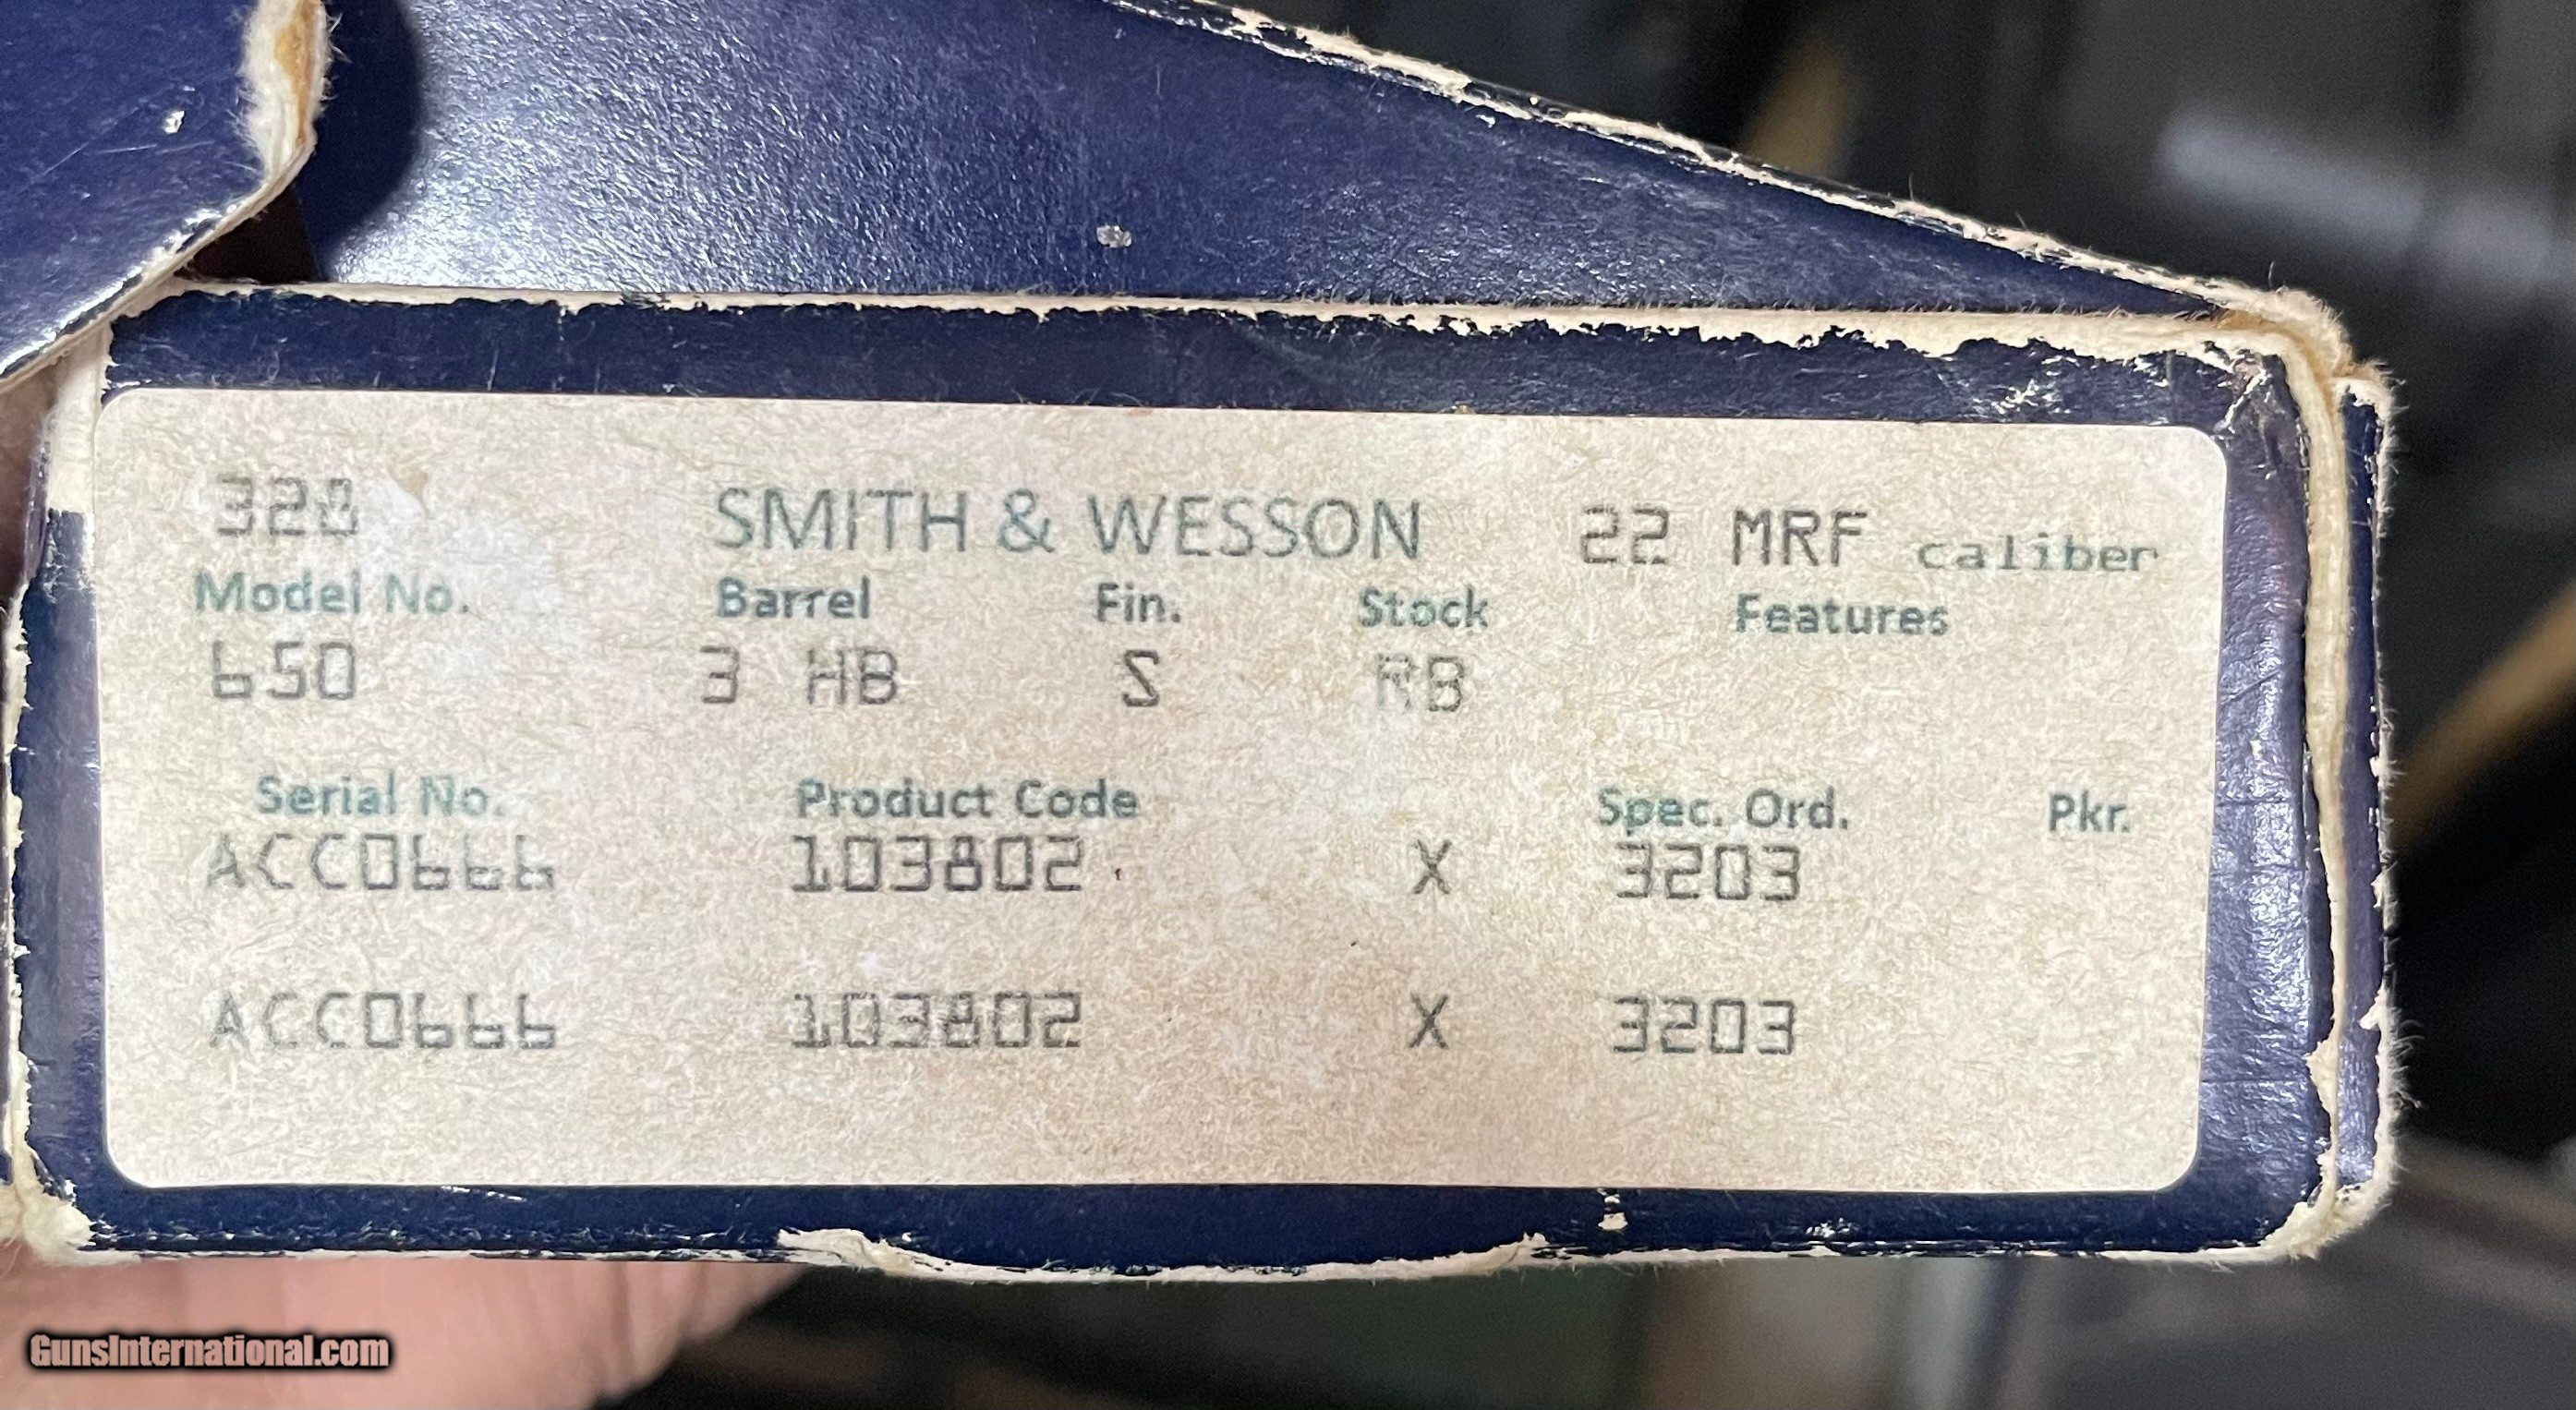 328 SMITH & WESSON 22 MRF caliber
Model No. Barrel Fin. Stock Features
650 3 HB S RB
Serial No. Product Code Spec. Ord. Pkr.
ACC0666 103802 X 3203
ACC0666 103802 X 3203
GunsInternational.com